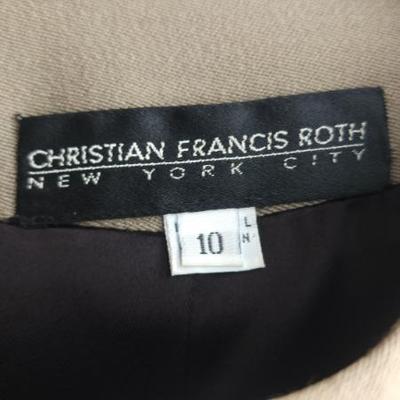 CHRISTIAN FRANCIS ROTH
NEW YORK CITY
10
L
N